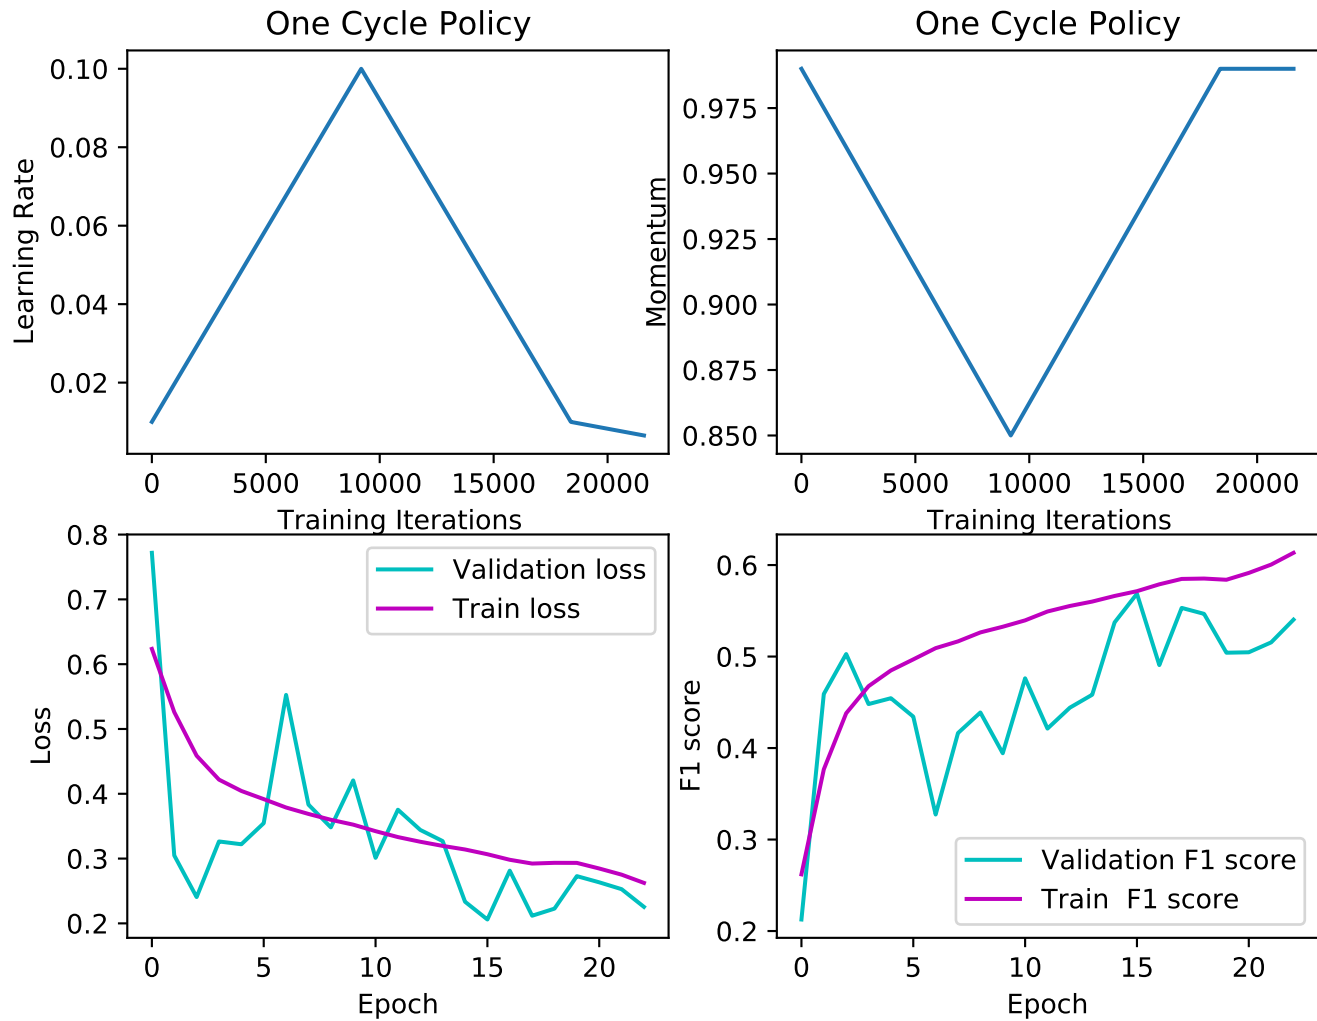 One Cycle Policy
0.10
0.08
0.06
0.04
0.02
Learning Rate
0 5000 10000 15000 20000
Training Iterations
One Cycle Policy
0.975
0.950
0.925
0.900
0.875
0.850
Momentum
0 5000 10000 15000 20000
Training Iterations
0.8
0.7
0.6
0.5
0.4
0.3
0.2
Loss
Validation loss
Train loss
0 5 10 15 20
Epoch
0.6
0.5
0.4
0.3
0.2
F1 score
Validation F1 score
Train  F1 score
0 5 10 15 20
Epoch